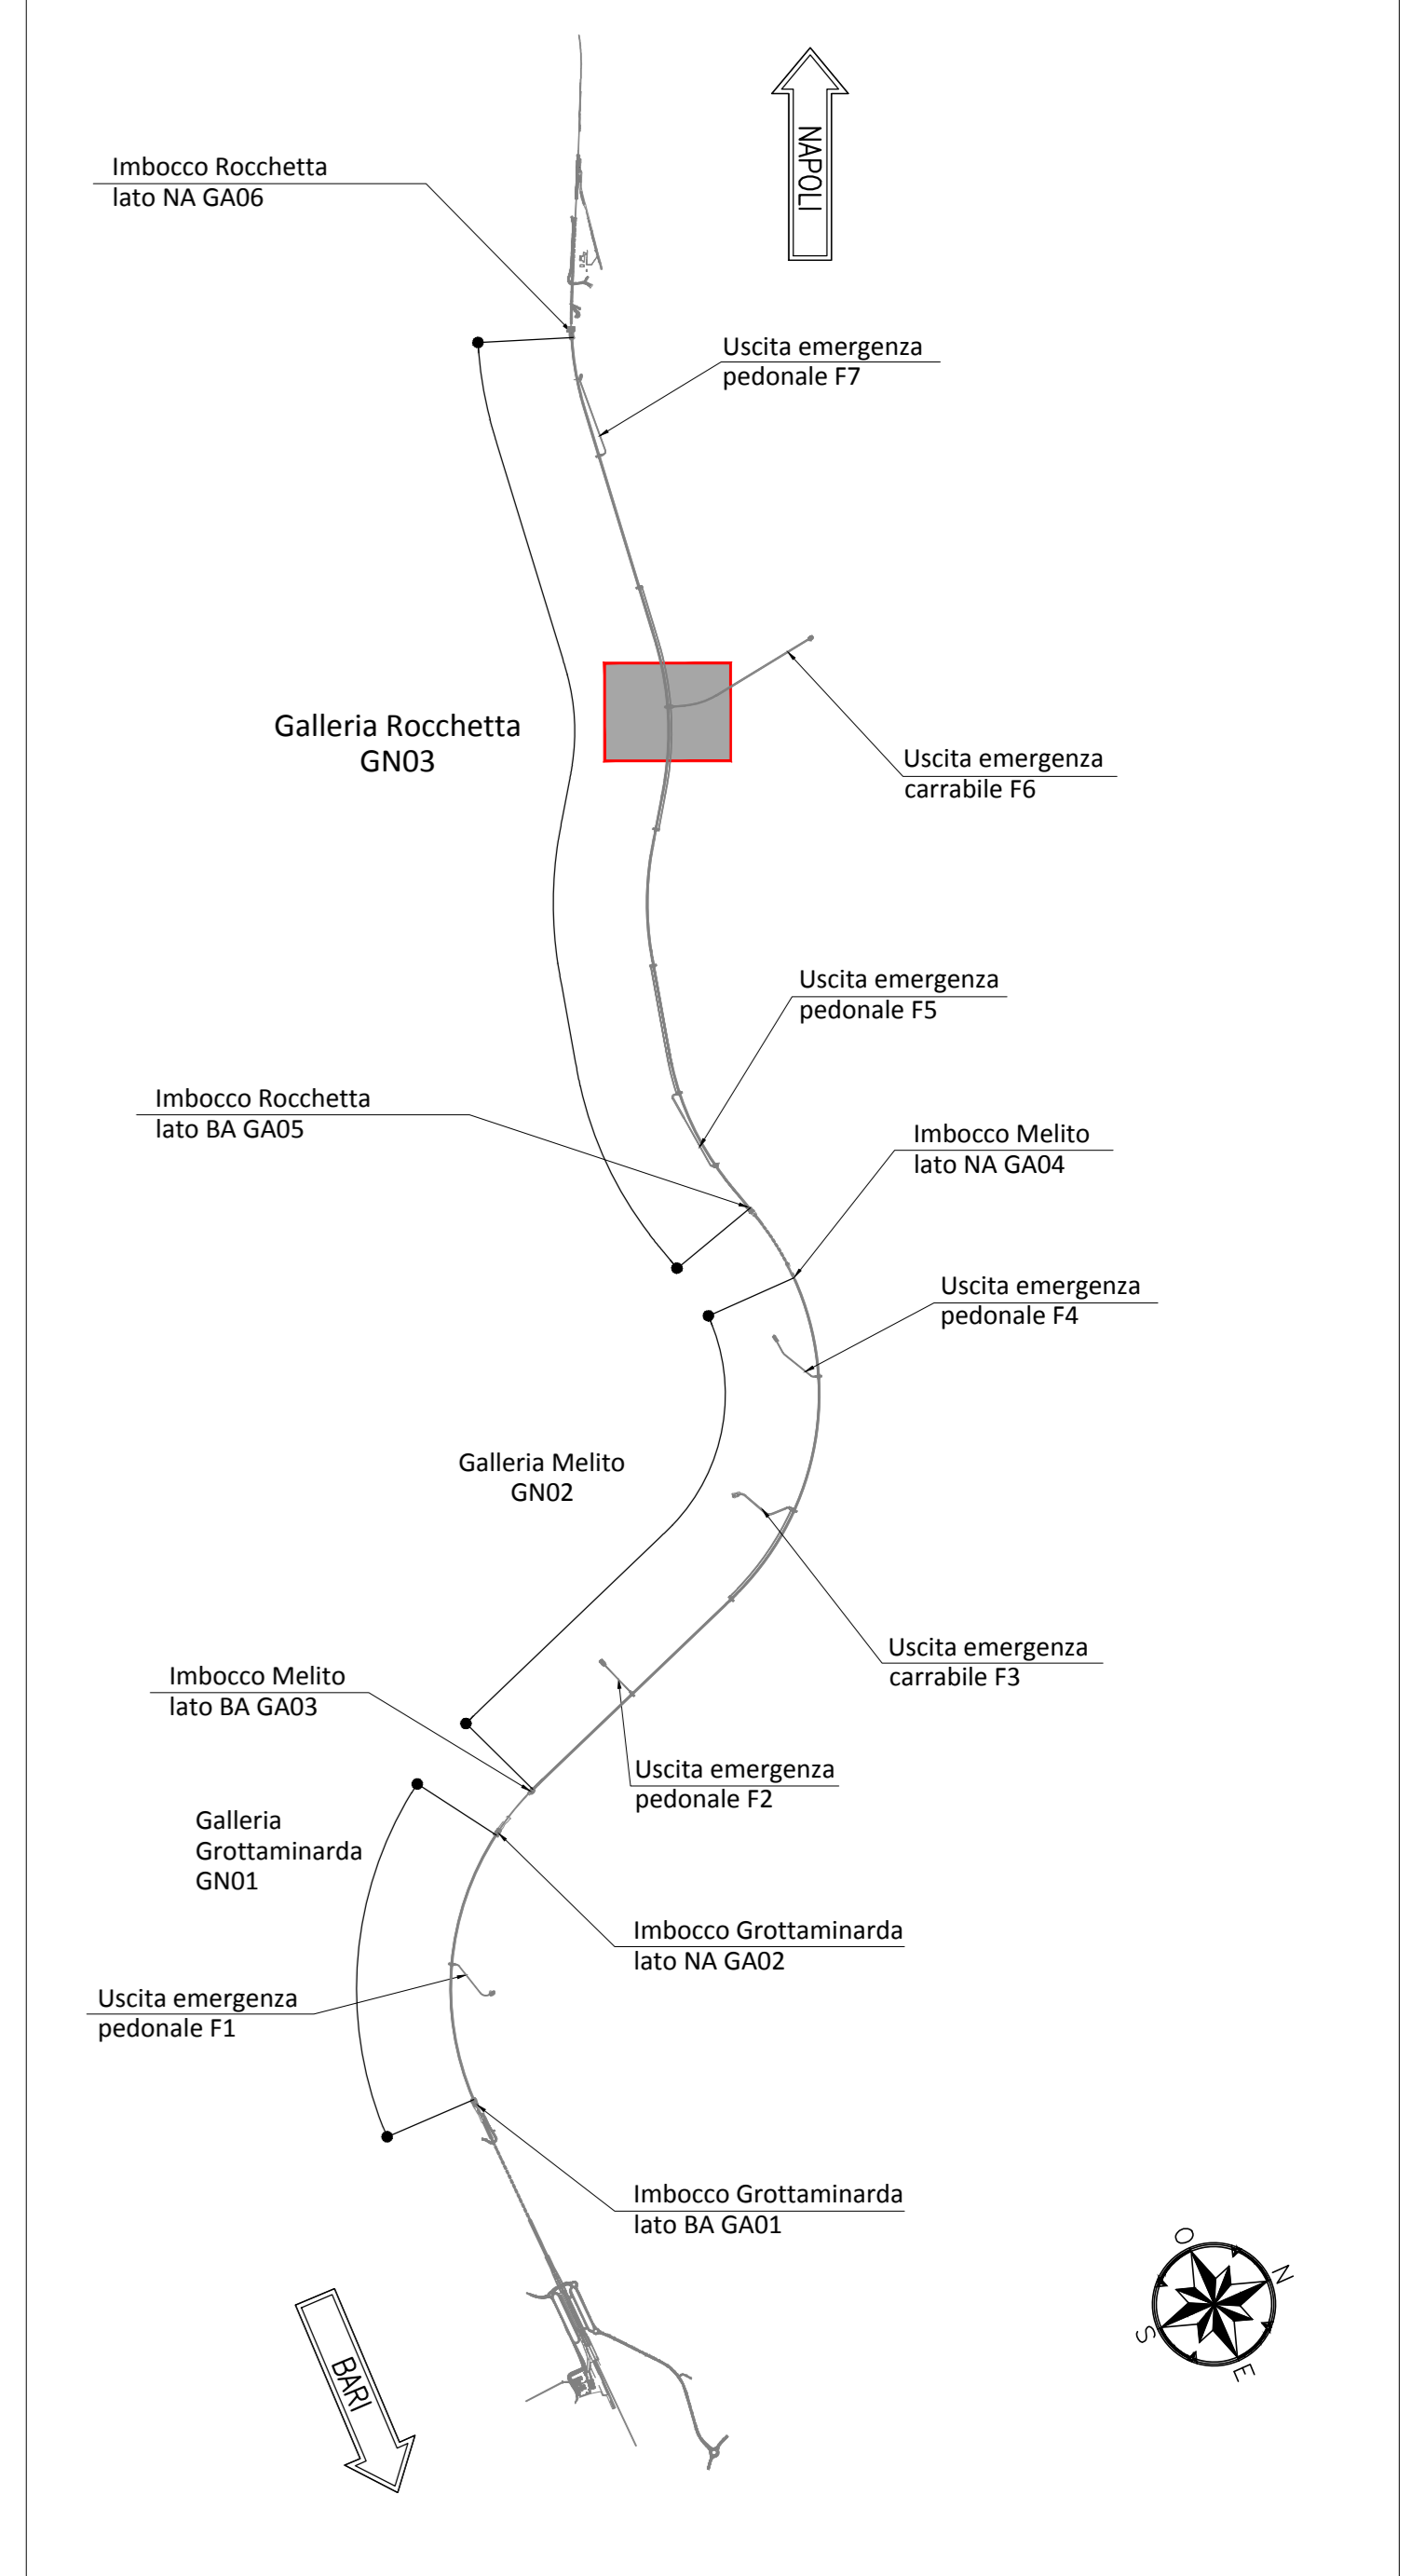 NAPOLI
Imbocco Rocchetta
lato NA GA06
Uscita emergenza
pedonale F7
Galleria Rocchetta
GN03
Uscita emergenza
carrabile F6
Uscita emergenza
pedonale F5
Imbocco Rocchetta
lato BA GA05
Imbocco Melito
lato NA GA04
Uscita emergenza
pedonale F4
Galleria Melito
GN02
Uscita emergenza
carrabile F3
Imbocco Melito
lato BA GA03
Uscita emergenza
pedonale F2
Galleria
Grottaminarda
GN01
Imbocco Grottaminarda
lato NA GA02
Uscita emergenza
pedonale F1
Imbocco Grottaminarda
lato BA GA01
BARI
O
N
S
E